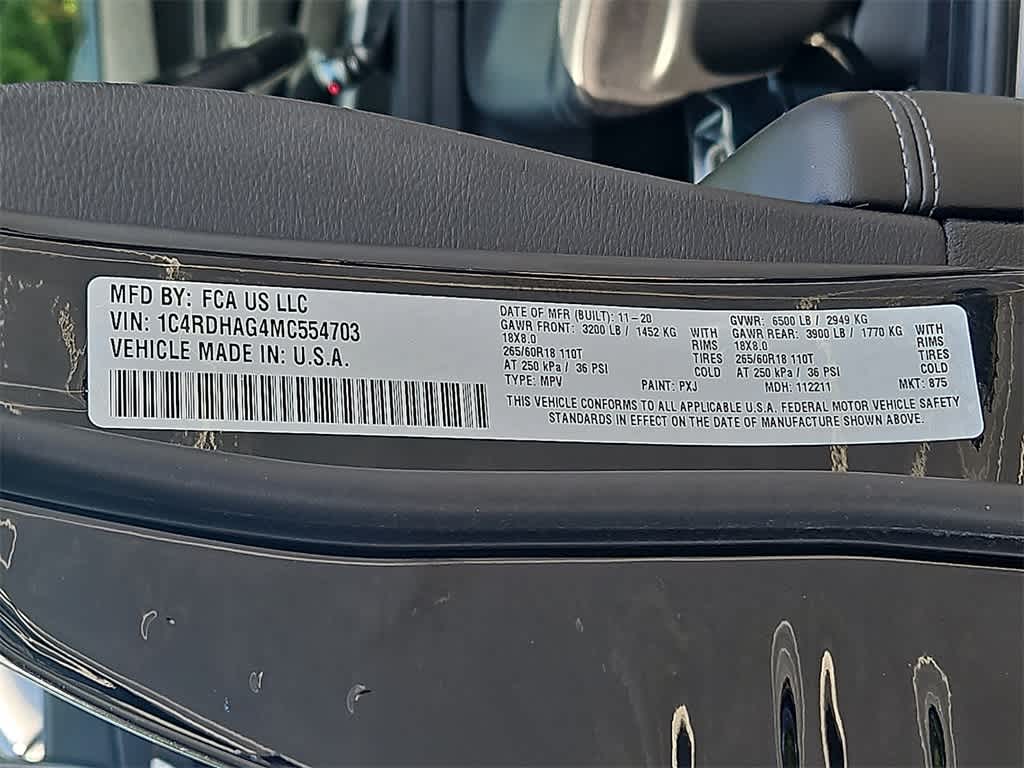 MFD BY: FCA US LLC
VIN: 1C4RDHAG4MC554703
VEHICLE MADE IN: U.S.A.
DATE OF MFR (BUILT): 11-20 GVWR: 6500 LB / 2949 KG
GAWR FRONT: 3200 LB / 1452 KG WITH GAWR REAR: 3900 LB / 1770 KG WITH
18X8.0 RIMS 18X8.0 RIMS
265/60R18 110T TIRES 265/60R18 110T TIRES
AT 250 kPa / 36 PSI COLD AT 250 kPa / 36 PSI COLD
TYPE: MPV PAINT: PXJ MDH: 112211 MKT: 875
THIS VEHICLE CONFORMS TO ALL APPLICABLE U.S.A. FEDERAL MOTOR VEHICLE SAFETY
STANDARDS IN EFFECT ON THE DATE OF MANUFACTURE SHOWN ABOVE.